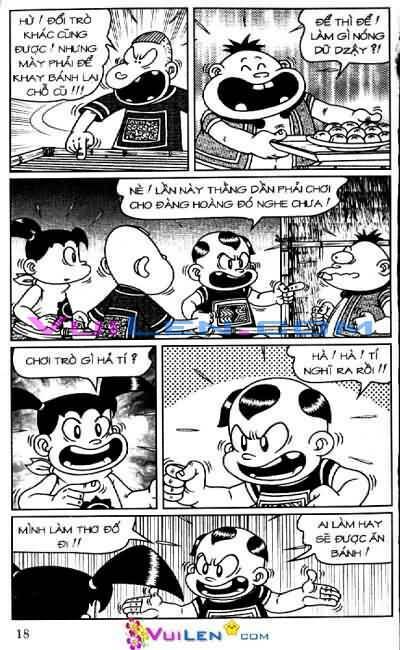 HỨ! ĐỔI TRÒ
KHÁC CŨNG
ĐƯỢC! NHƯNG
MÀY PHẢI ĐỂ
KHAY BÁNH LẠI
CHỖ CŨ!!!
ĐỂ THÌ ĐỂ!
LÀM GÌ NÓNG
DỮ DZẬY?!
NÈ! LẦN NÀY THẰNG DẦN PHẢI CHƠI
CHO ĐÀNG HOÀNG ĐÓ NGHE CHƯA!
VUILEN.COM
CHƠI TRÒ GÌ HẢ TÍ?
HÀ! HÀ! TÍ
NGHĨ RA RỒI!!
MÌNH LÀM THƠ ĐỐ
ĐI!!
AI LÀM HAY
SẼ ĐƯỢC ĂN
BÁNH!
18
VUILEN.COM